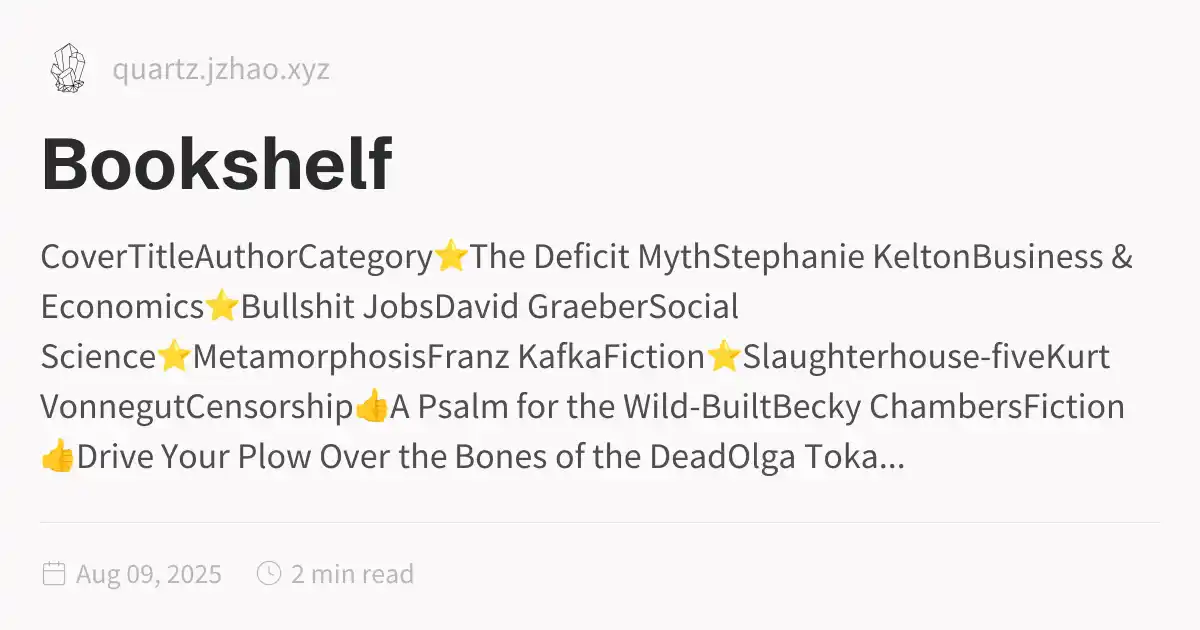 quartz.jzhao.xyz
Bookshelf
CoverTitleAuthorCategory⭐The Deficit MythStephanie KeltonBusiness &
Economics⭐Bullshit JobsDavid GraeberSocial
Science⭐MetamorphosisFranz KafkaFiction⭐Slaughterhouse-fiveKurt
VonnegutCensorship👍A Psalm for the Wild-BuiltBecky ChambersFiction
👍Drive Your Plow Over the Bones of the DeadOlga Toka...
Aug 09, 2025 2 min read